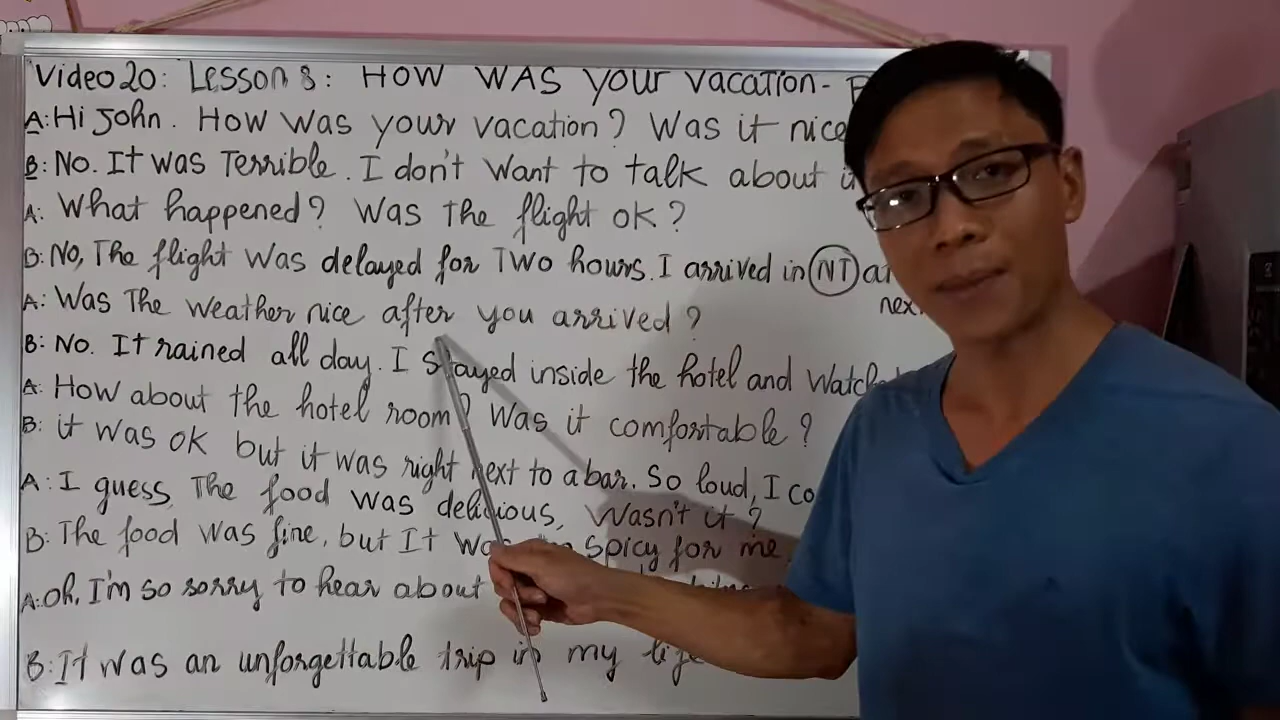 Video 20: Lesson 8: HOW WAS YOUR VACATION-
A: Hi John. How was your vacation? Was it nice
B: No. It was Terrible. I don't want to talk about
A: What happened? Was The flight ok?
B: No, The flight was delayed for Two hours. I arrived in NT
next
A: Was The weather nice after you arrived?
B: No. It rained all day. I stayed inside the hotel and
A: How about the hotel room? Was it comfortable?
B: it was ok but it was right next to a bar. So loud, I
A: I guess, The food was delicious, Wasn't it?
B: The food was fine, but It was spicy for me.
A: Oh, I'm so sorry to hear about
B: It was an unforgettable trip in my life